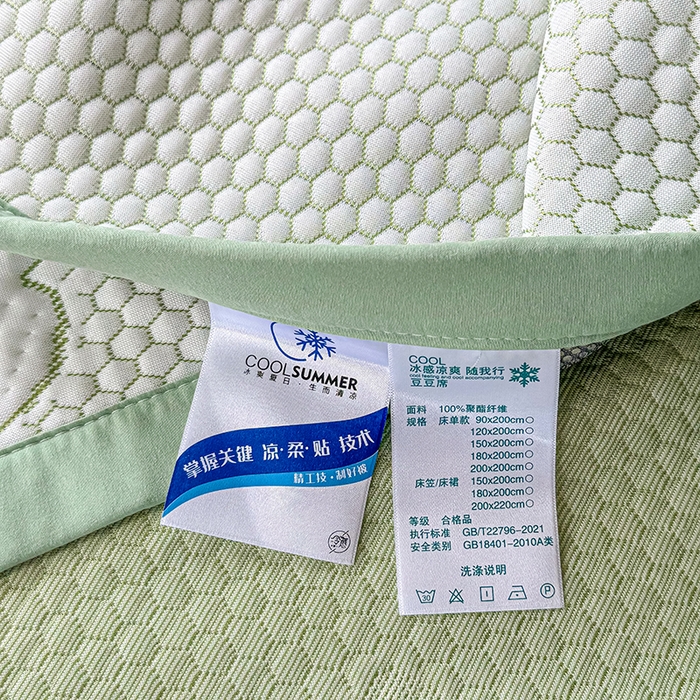 COOLSUMMER
冰爽夏日·生而清凉
掌握关键 凉·柔·贴 技术
精工技·制好被
COOL
冰感凉爽 随我行
cool feeling and cool accompanying
豆豆席
面料 100%聚酯纤维
规格 床单款 90x200cm○
120x200cm○
150x200cm○
180x200cm○
200x200cm○
床笠/床裙 150x200cm○
180x200cm○
200x220cm○
等级 合格品
执行标准 GB/T22796-2021
安全类别 GB18401-2010A类
洗涤说明
30
P